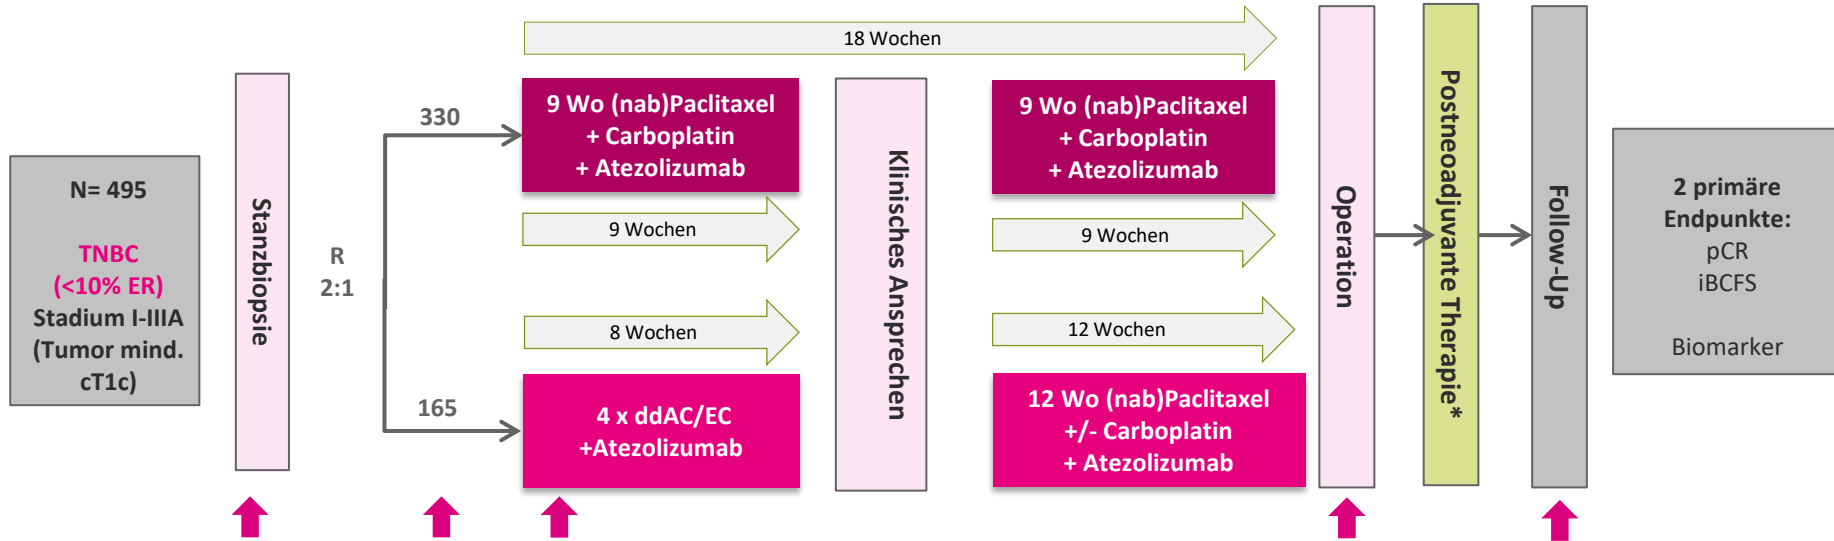 N= 495
TNBC
(<10% ER)
Stadium I-IIIA
(Tumor mind.
cT1c)
Stanzbiopsie
R
2:1
330
165
18 Wochen
9 Wo (nab)Paclitaxel
+ Carboplatin
+ Atezolizumab
9 Wochen
8 Wochen
4 x ddAC/EC
+Atezolizumab
Klinisches Ansprechen
9 Wo (nab)Paclitaxel
+ Carboplatin
+ Atezolizumab
9 Wochen
12 Wochen
12 Wo (nab)Paclitaxel
+/- Carboplatin
+ Atezolizumab
Operation
Postneoadjuvante Therapie*
Follow-Up
2 primäre
Endpunkte:
pCR
iBCFS
Biomarker